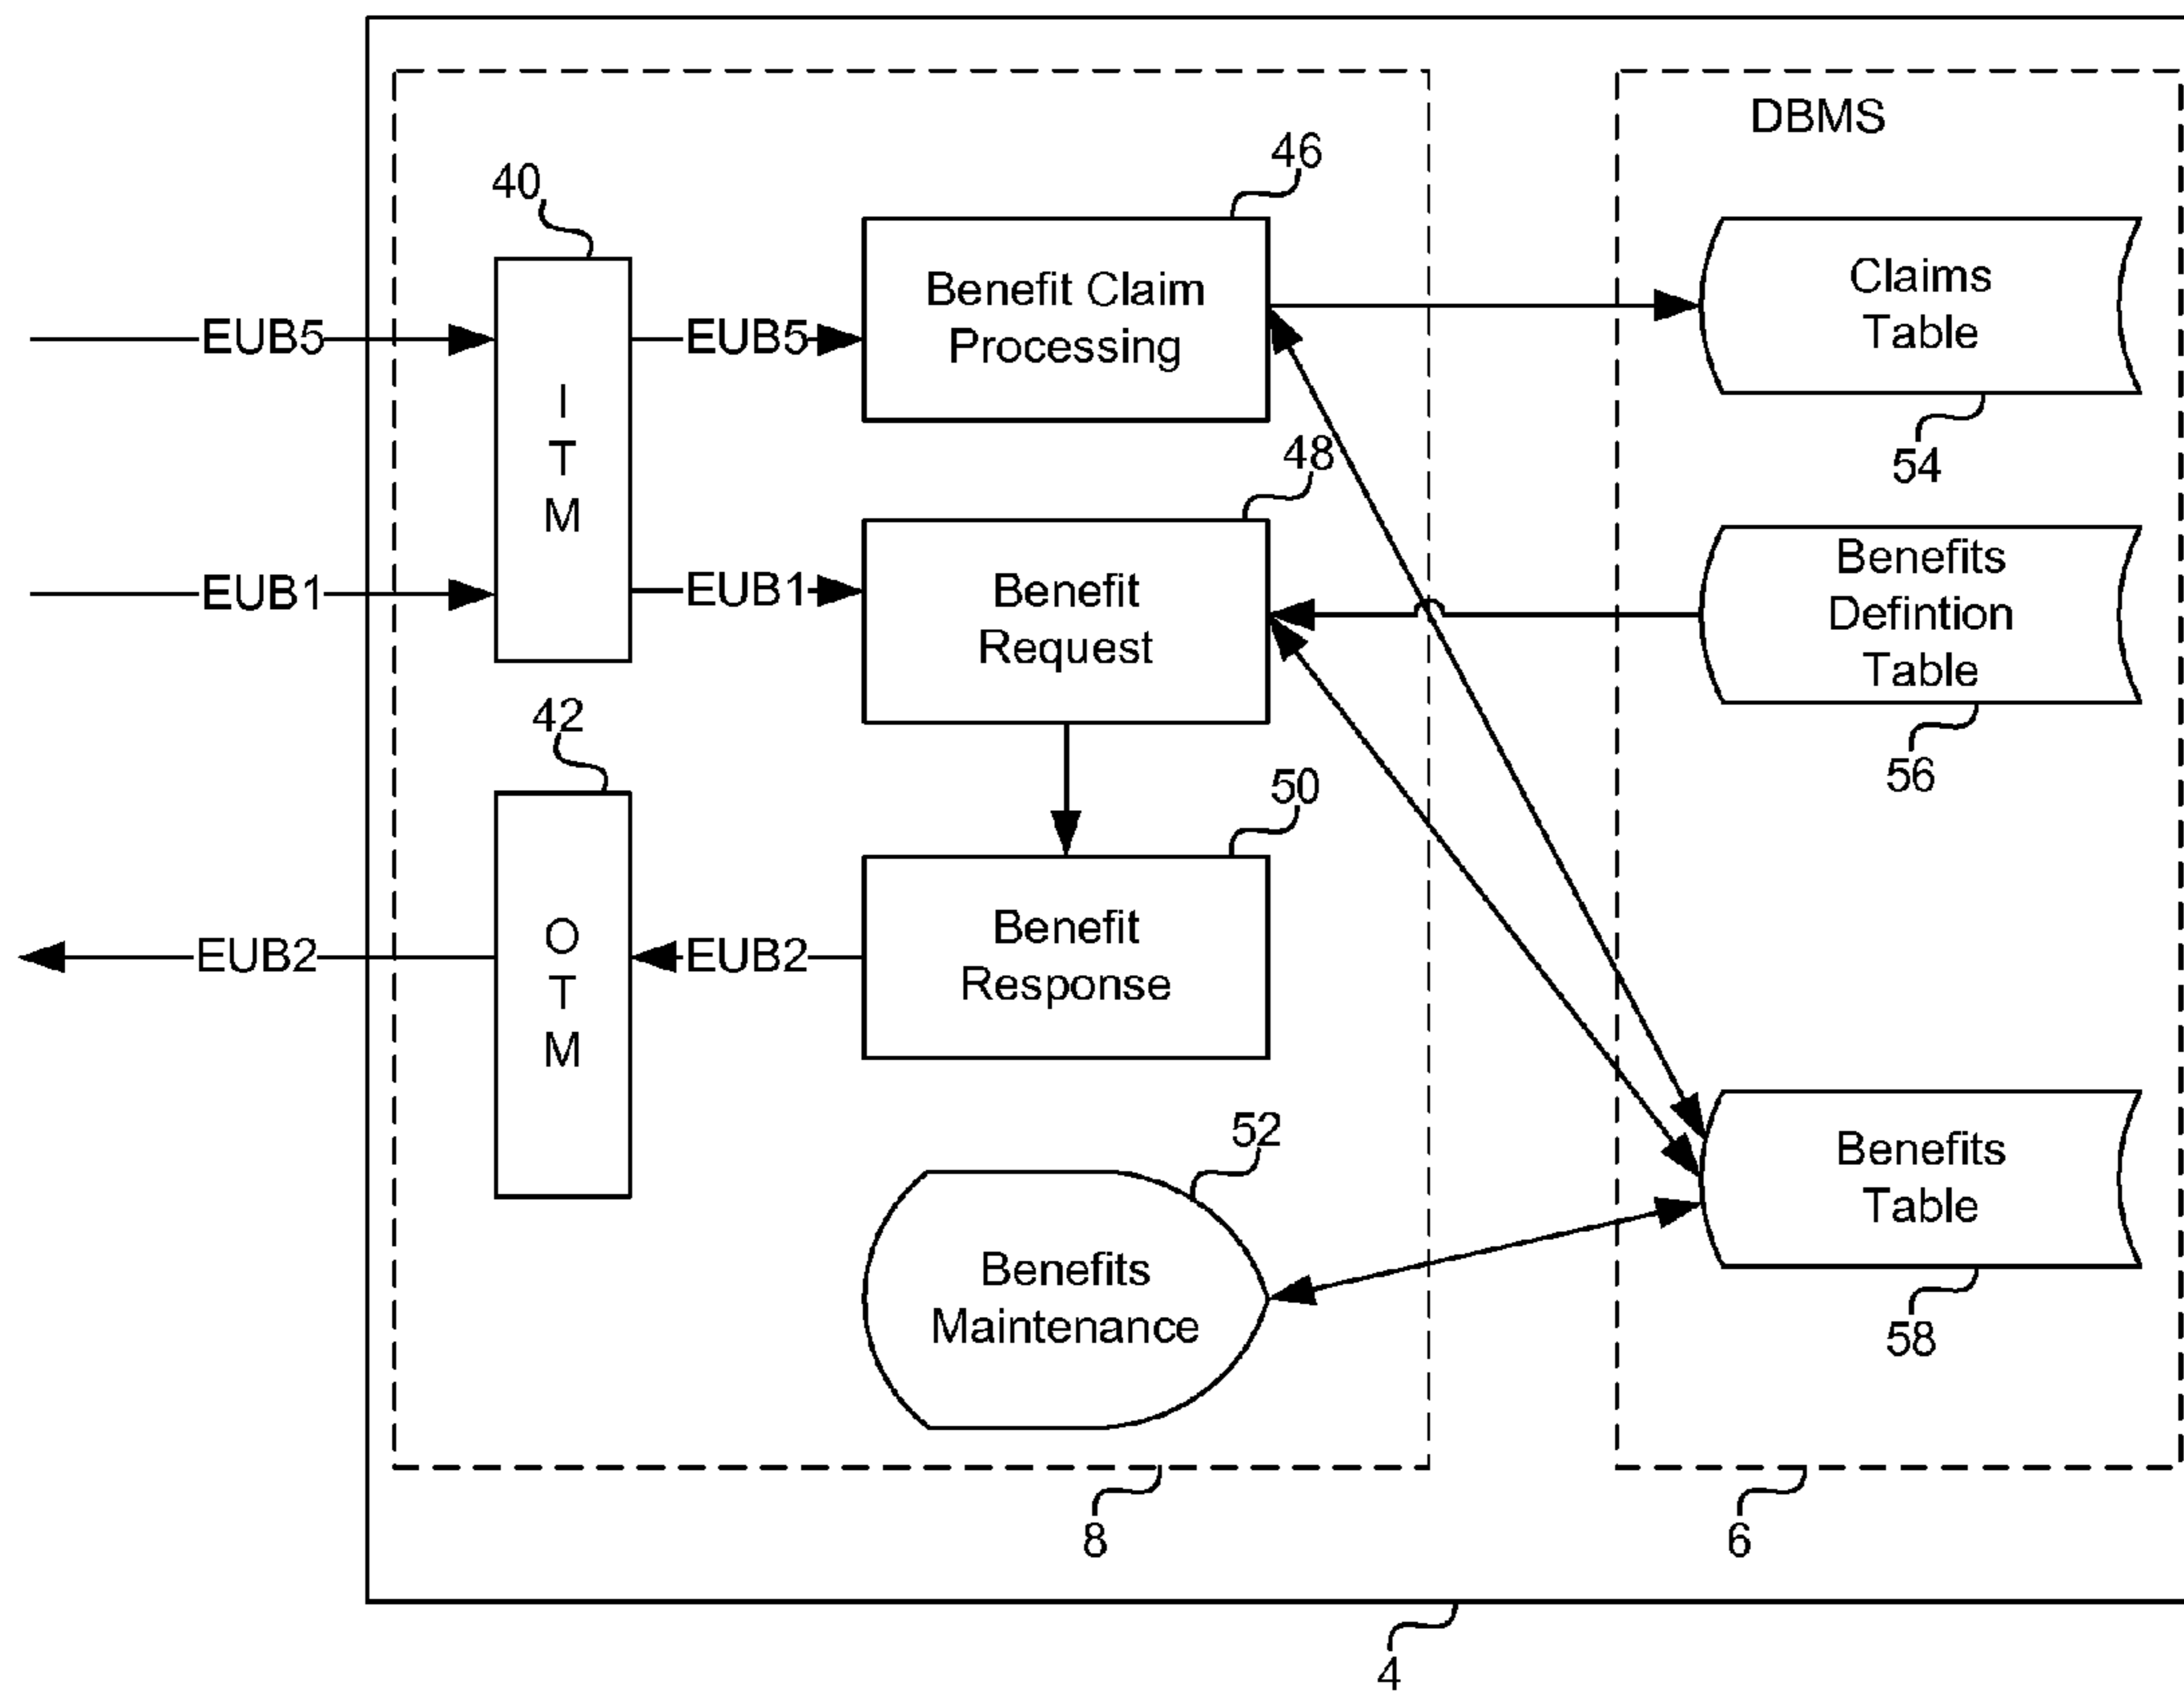 DBMS
46
40
Benefit Claim
Processing
Claims
Table
EUB5
EUB5
I
T
M
48
54
EUB1
EUB1
Benefit
Request
Benefits
Defintion
Table
42
50
56
O
T
M
EUB2
EUB2
Benefit
Response
52
Benefits
Table
Benefits
Maintenance
58
8
6
4